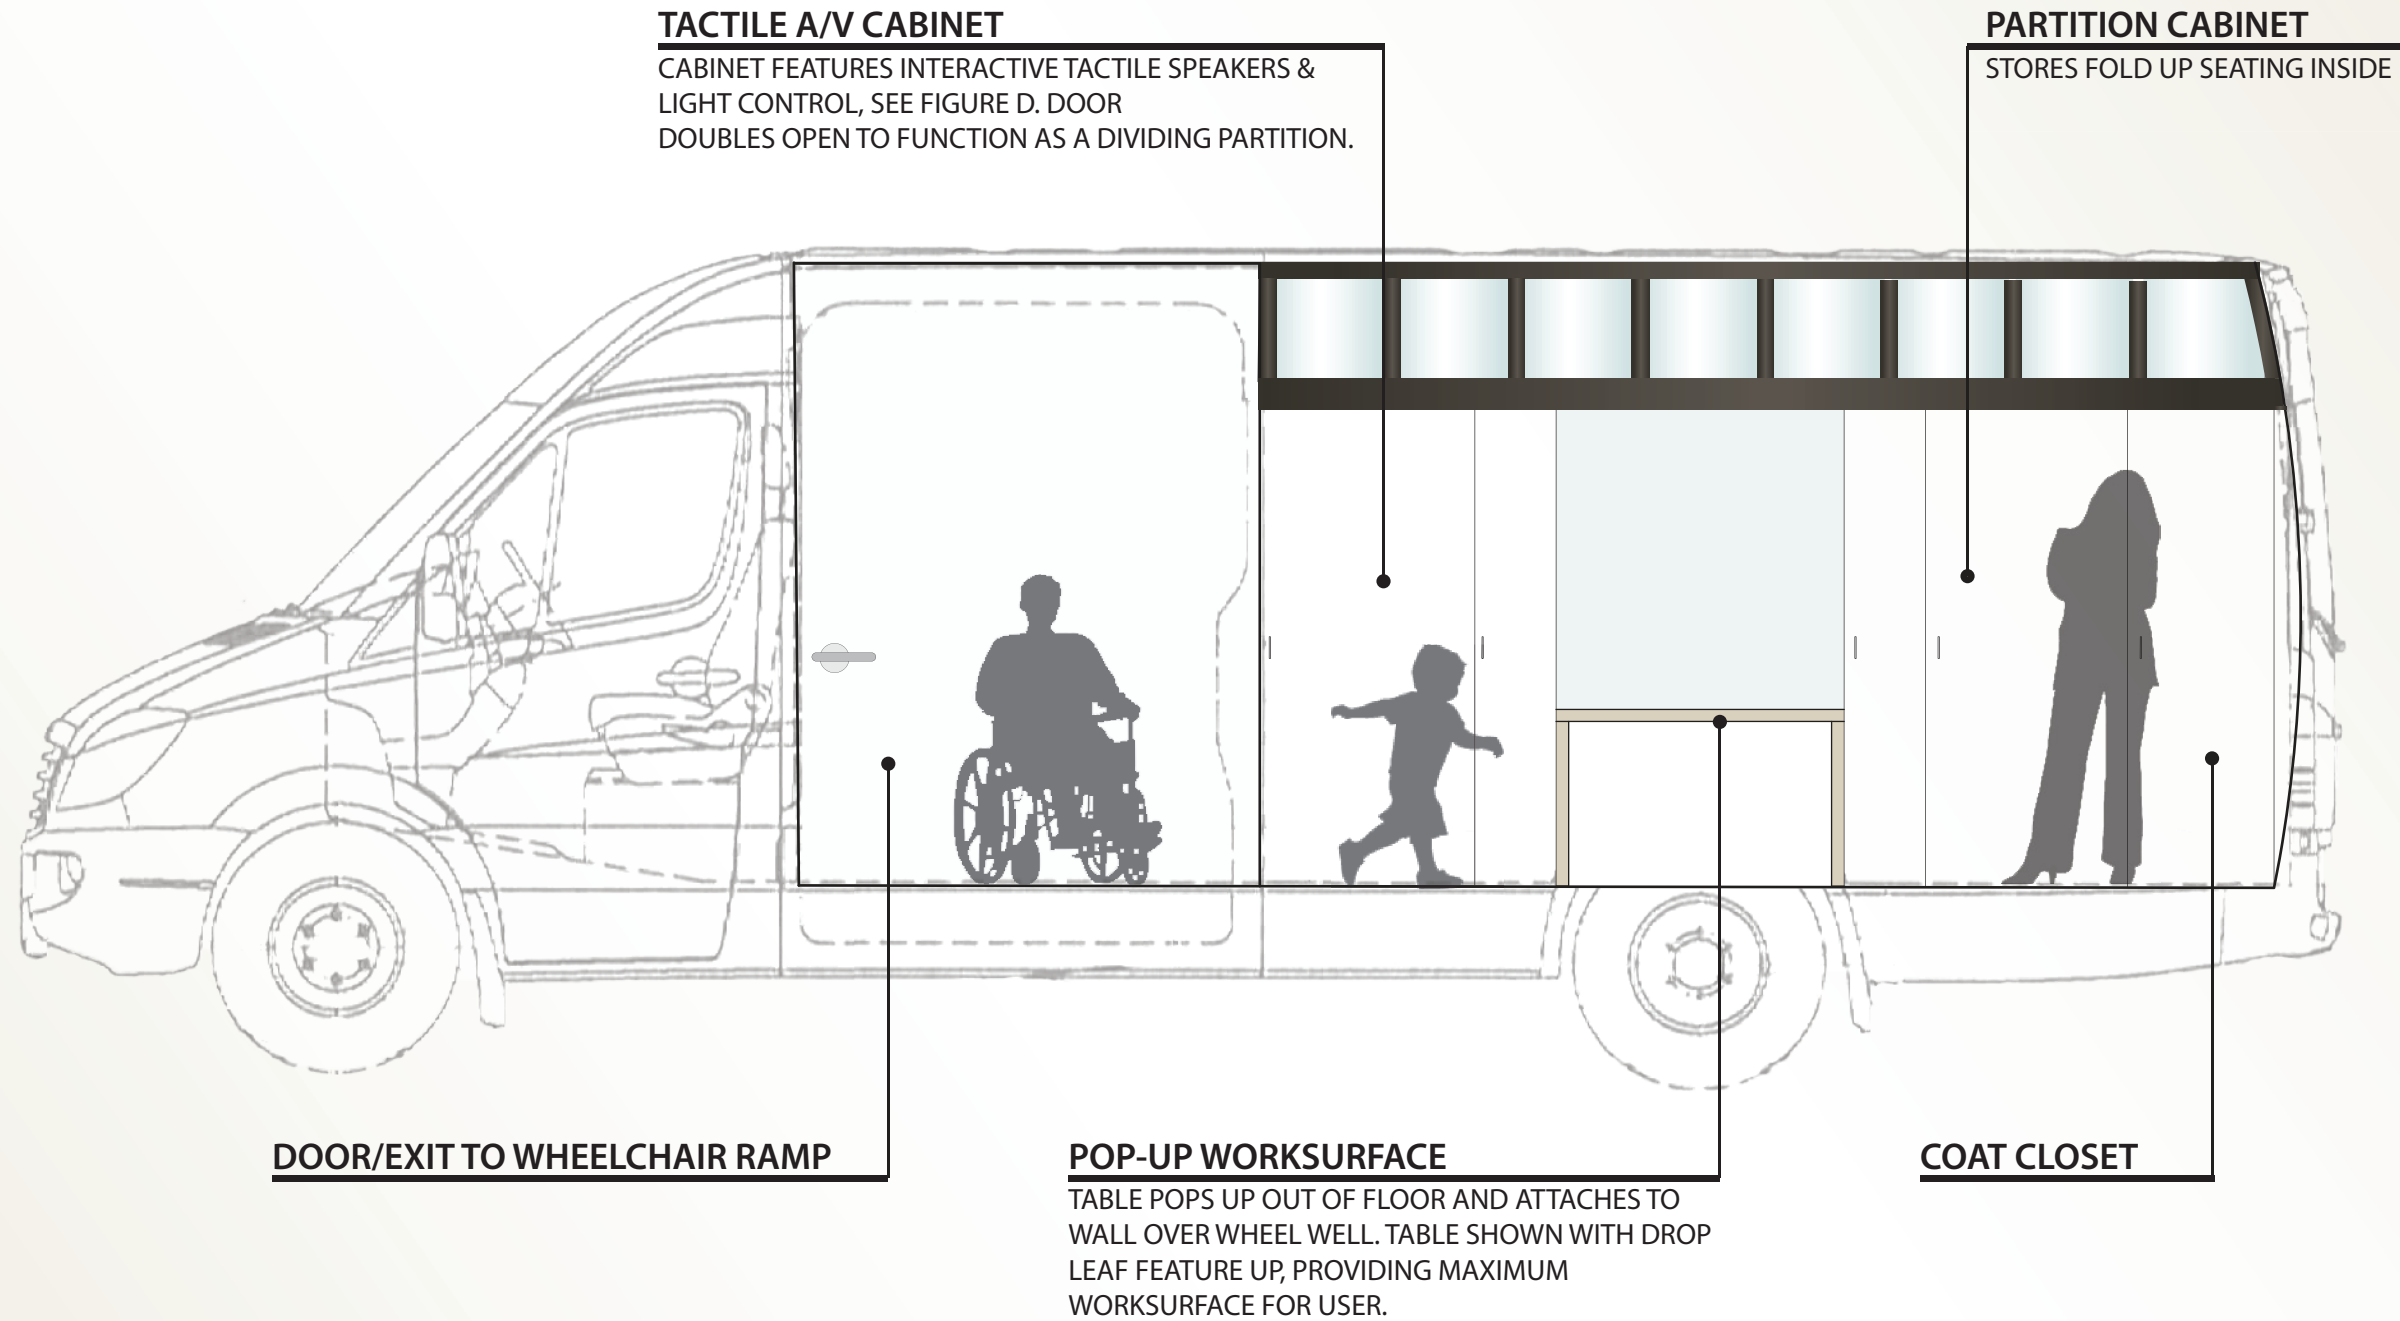 TACTILE A/V CABINET
CABINET FEATURES INTERACTIVE TACTILE SPEAKERS &
LIGHT CONTROL, SEE FIGURE D. DOOR
DOUBLES OPEN TO FUNCTION AS A DIVIDING PARTITION.
PARTITION CABINET
STORES FOLD UP SEATING INSIDE
DOOR/EXIT TO WHEELCHAIR RAMP
POP-UP WORKSURFACE
TABLE POPS UP OUT OF FLOOR AND ATTACHES TO
WALL OVER WHEEL WELL. TABLE SHOWN WITH DROP
LEAF FEATURE UP, PROVIDING MAXIMUM
WORKSURFACE FOR USER.
COAT CLOSET